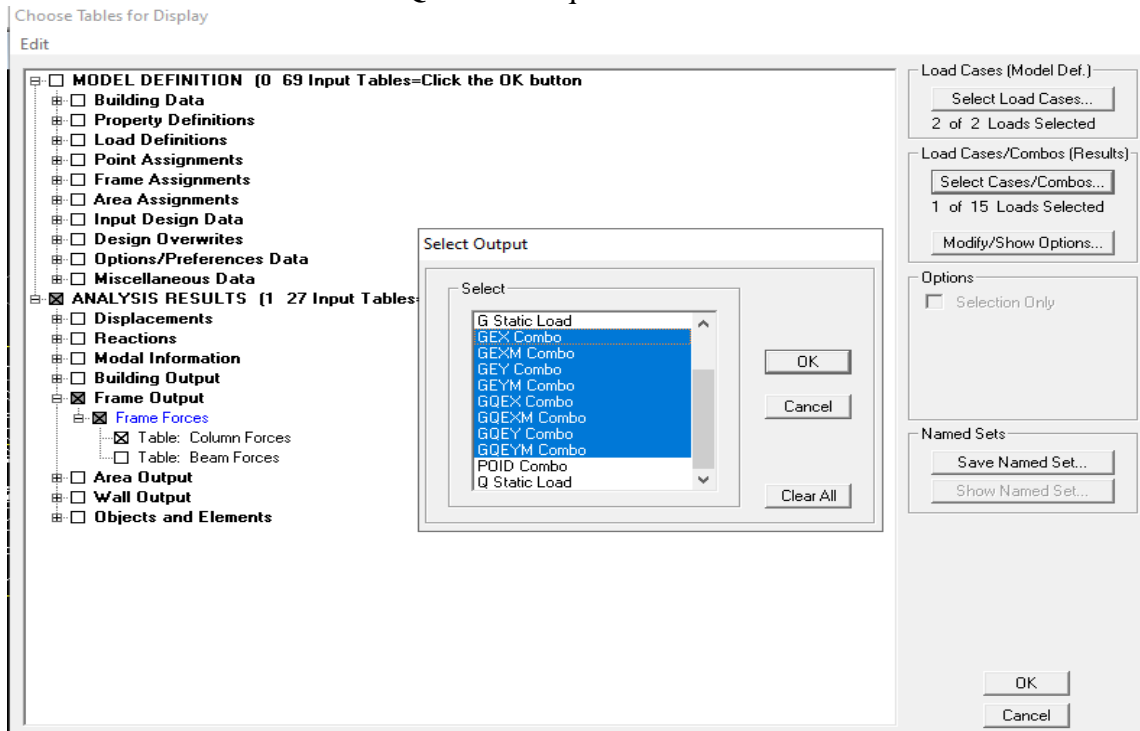 Choose Tables for Display
Edit
MODEL DEFINITION (0 69 Input Tables=Click the OK button
Building Data
Property Definitions
Load Definitions
Point Assignments
Frame Assignments
Area Assignments
Input Design Data
Design Overwrites
Options/Preferences Data
Miscellaneous Data
ANALYSIS RESULTS (1 27 Input Tables
Displacements
Reactions
Modal Information
Building Output
Frame Output
Frame Forces
Table: Column Forces
Table: Beam Forces
Area Output
Wall Output
Objects and Elements
Select Output
Select
G Static Load
GEX Combo
GEXM Combo
GEY Combo
GEYM Combo
GQEX Combo
GQEXM Combo
GQEY Combo
GQEYM Combo
POID Combo
Q Static Load
OK
Cancel
Clear All
Load Cases (Model Def.)
Select Load Cases...
2 of 2 Loads Selected
Load Cases/Combos (Results)
Select Cases/Combos...
1 of 15 Loads Selected
Modify/Show Options...
Options
Selection Only
Named Sets
Save Named Set...
Show Named Set...
OK
Cancel